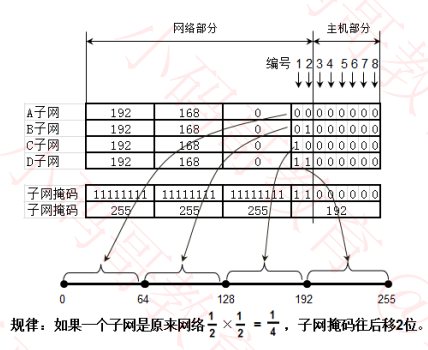 网络部分 主机部分
编号 1 2 3 4 5 6 7 8
A子网 192 168 0 0 0 0 0 0 0 0 0
B子网 192 168 0 0 1 0 0 0 0 0 0
C子网 192 168 0 1 0 0 0 0 0 0 0
D子网 192 168 0 1 1 0 0 0 0 0 0
子网掩码 11111111 11111111 11111111 1 1 0 0 0 0 0 0
子网掩码 255 255 255 192
0 64 128 192 255
规律：如果一个子网是原来网络 1/2 × 1/2 = 1/4 ，子网掩码往后移2位。